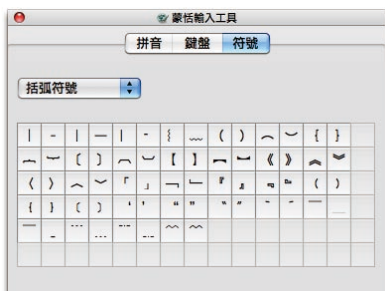 蒙恬輸入工具
拼音 鍵盤 符號
括弧符號
︱ - ︱ — ︱ - ﹛ ﹏ ( ) ︵ ︶ { }
︷ ︸ 〔 〕 ︹ ︺ 【 】 ︻ ︼ 《 》 ︽ ︾
〈 〉 ︿ ﹀ 「 」 ﹁ ﹂ 『 』 ﹃ ﹄ ( )
{ } 〔 〕 ‘ ’ “ ” 〝 〞